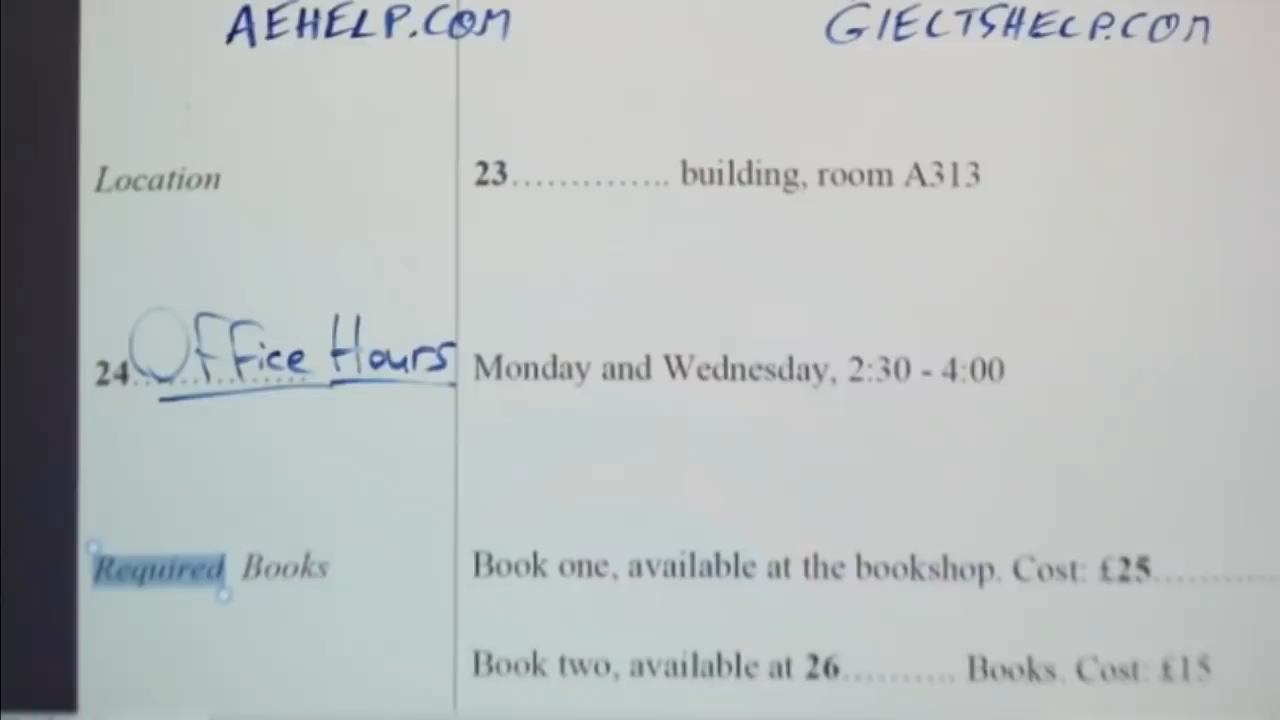 AEHELP.COM GIELTSHELP.COM
Location 23.............. building, room A313
24.............. Office Hours Monday and Wednesday, 2:30 - 4:00
Required Books Book one, available at the bookshop. Cost: £25..............
Book two, available at 26.......... Books. Cost: £15